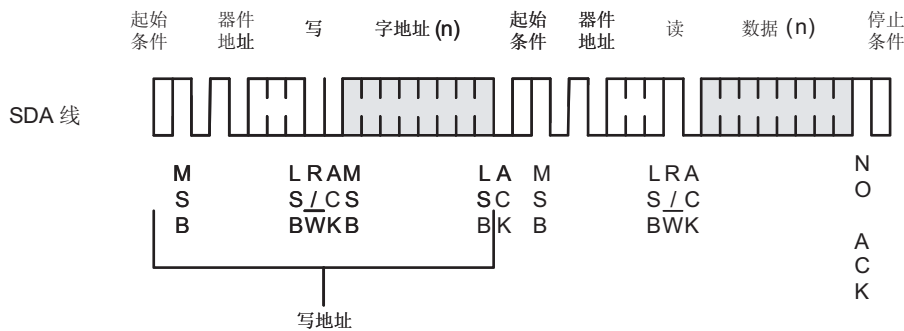 起始 器件 写 字地址 (n) 起始 器件 读 数据 (n) 停止
条件 地址 条件 地址 条件
SDA 线
M L R A M L A M L R A N
S S / C S S C S S / C O
B B W K B B K B B W K
A
C
K
写地址